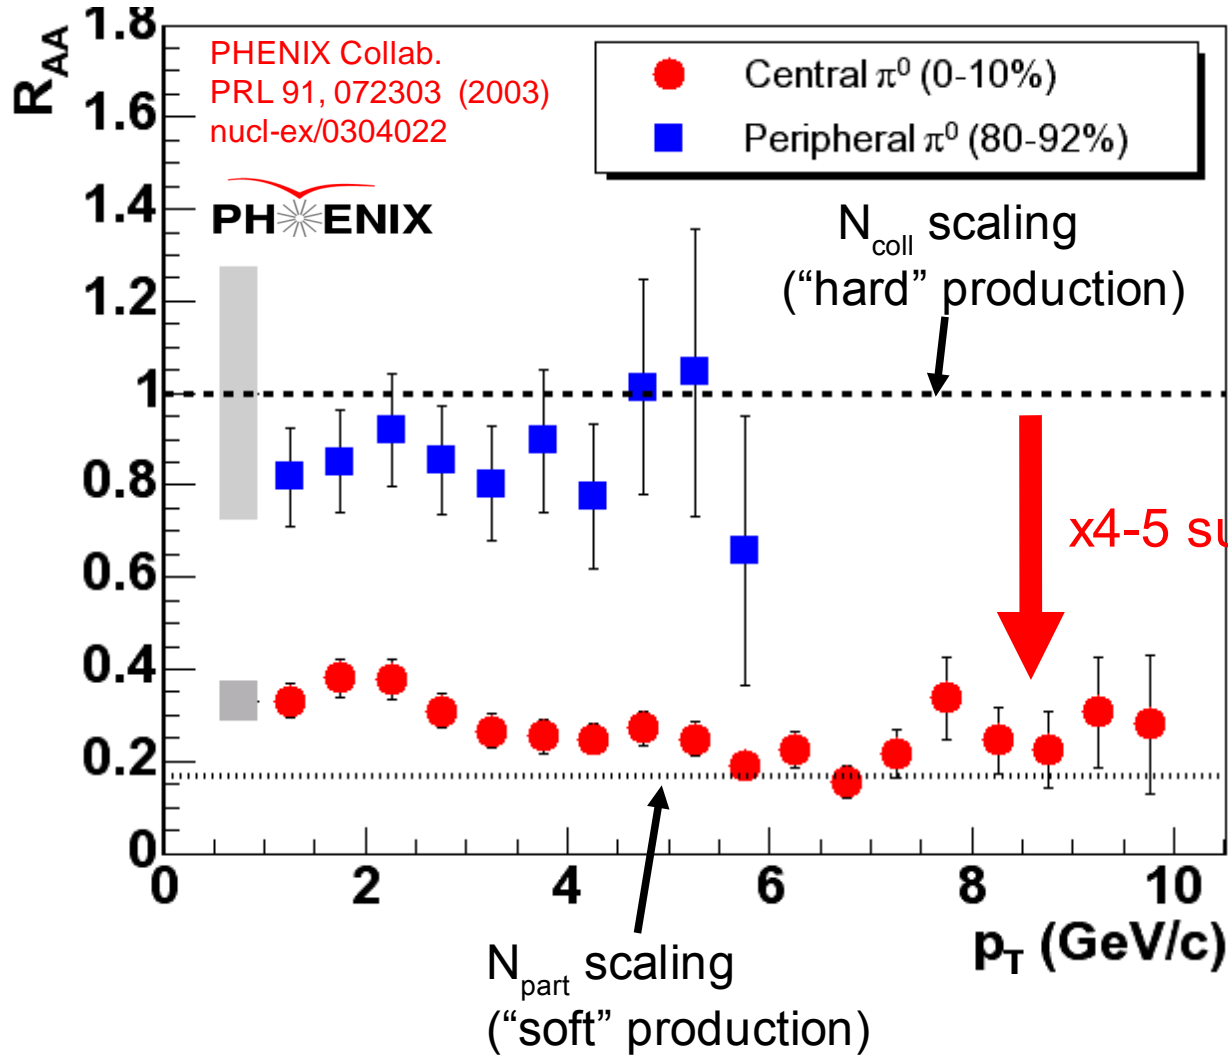 1.8
R_AA
PHENIX Collab.
PRL 91, 072303 (2003)
nucl-ex/0304022
Central π⁰ (0-10%)
Peripheral π⁰ (80-92%)
1.6
PHENIX
1.4
N_coll scaling
(“hard” production)
1.2
1
0.8
x4-5 su
0.6
0.4
0.2
0
0 2 4 6 8 10
p_T (GeV/c)
N_part scaling
(“soft” production)